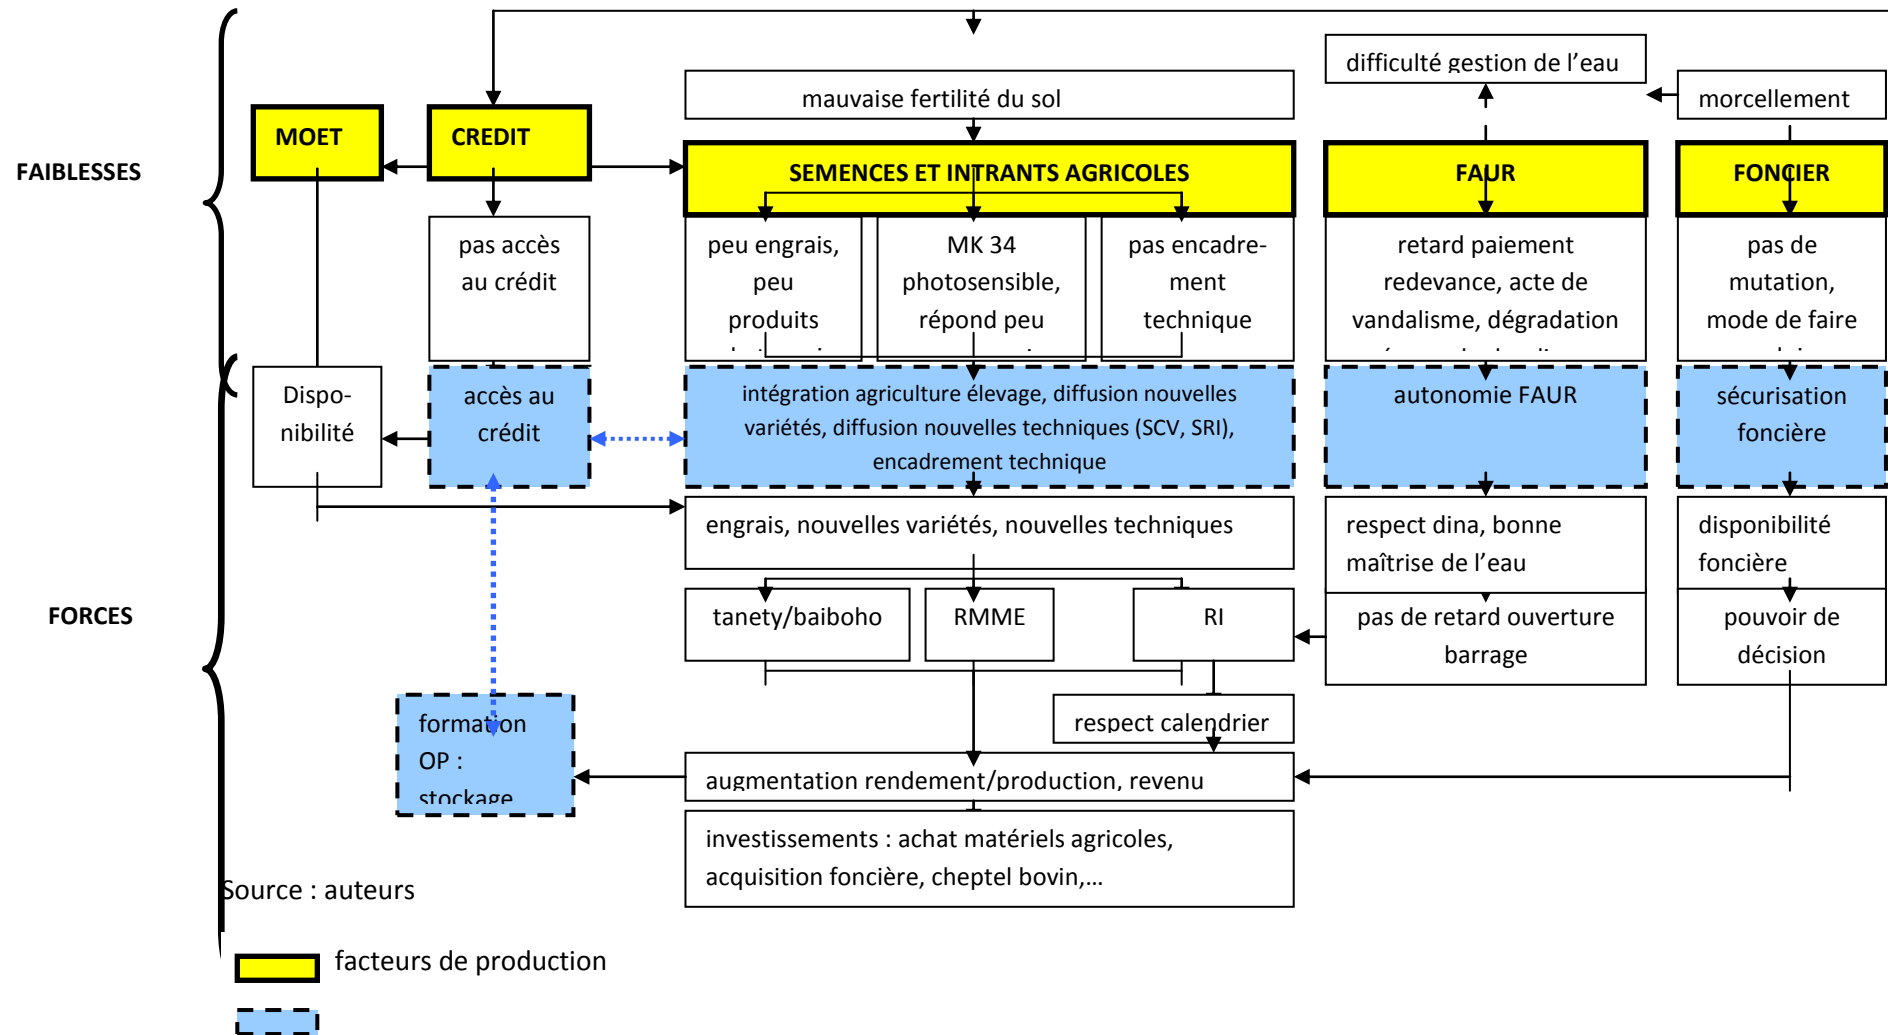 difficulté gestion de l’eau
mauvaise fertilité du sol
morcellement
MOET
CREDIT
FAIBLESSES
SEMENCES ET INTRANTS AGRICOLES
FAUR
FONCIER
pas accès
au crédit
peu engrais,
peu
produits
MK 34
photosensible,
répond peu
pas encadre-
ment
technique
retard paiement
redevance, acte de
vandalisme, dégradation
pas de
mutation,
mode de faire
Dispo-
nibilité
accès au
crédit
intégration agriculture élevage, diffusion nouvelles
variétés, diffusion nouvelles techniques (SCV, SRI),
encadrement technique
autonomie FAUR
sécurisation
foncière
engrais, nouvelles variétés, nouvelles techniques
respect dina, bonne
maîtrise de l’eau
disponibilité
foncière
FORCES
tanety/baiboho
RMME
RI
pas de retard ouverture
barrage
pouvoir de
décision
formation
OP :
stockage
respect calendrier
augmentation rendement/production, revenu
investissements : achat matériels agricoles,
acquisition foncière, cheptel bovin,…
Source : auteurs
facteurs de production